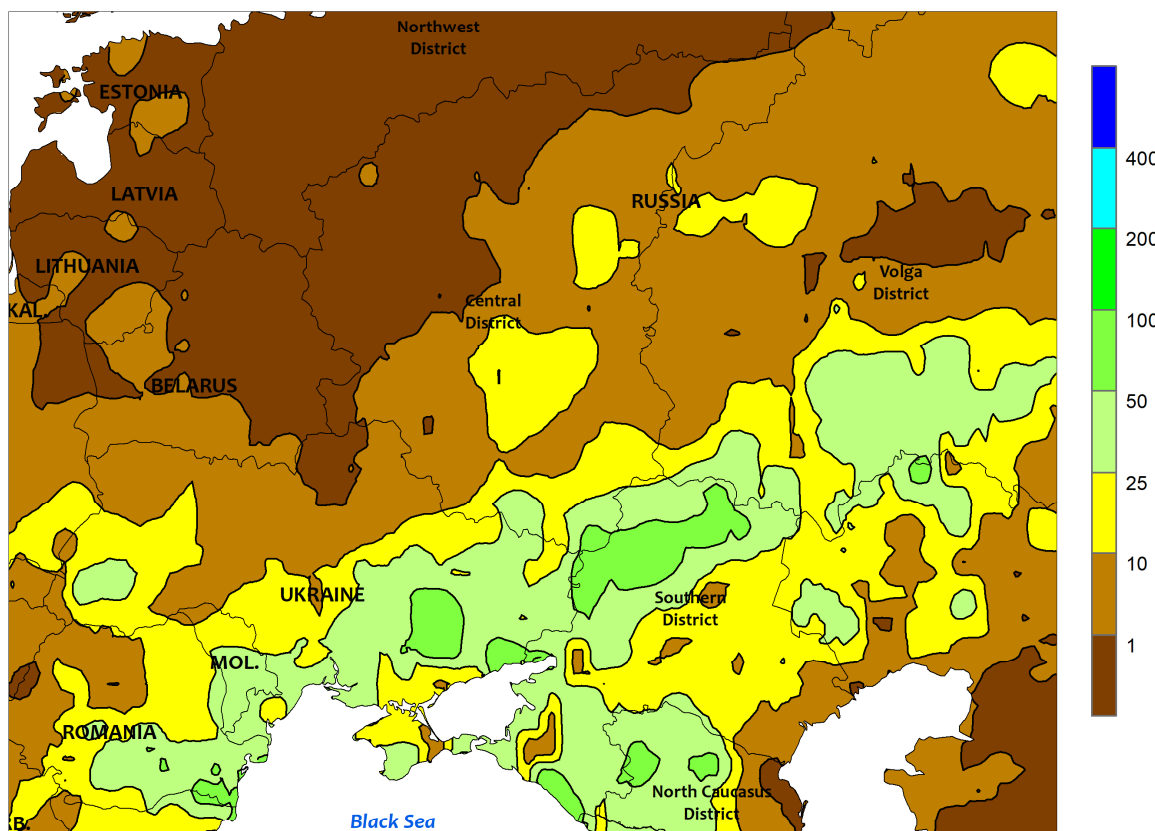 Northwest
District
ESTONIA
LATVIA
RUSSIA
LITHUANIA
Volga
District
KAL.
Central
District
BELARUS
UKRAINE
Southern
District
MOL.
ROMANIA
North Caucasus
District
B.
Black Sea
400
200
100
50
25
10
1